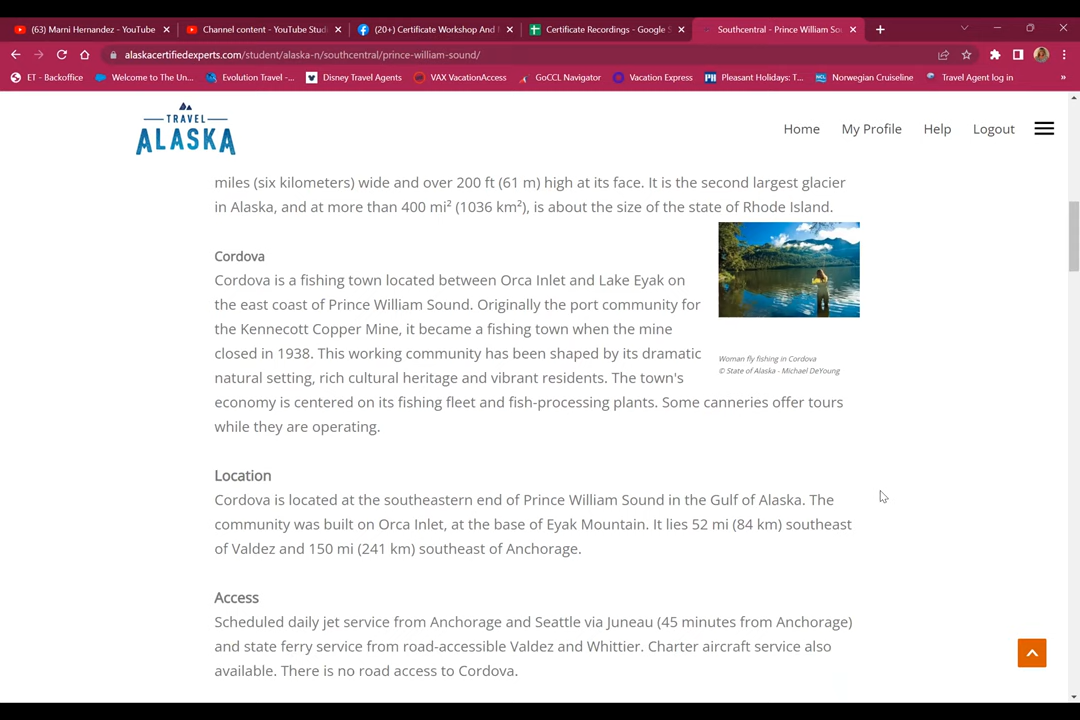 (63) Marni Hernandez - YouTube
Channel content - YouTube Stud
(20+) Certificate Workshop And
Certificate Recordings - Google S
Southcentral - Prince William So
alaskacertifiedexperts.com/student/alaska-n/southcentral/prince-william-sound/
ET - Backoffice
Welcome to The Un...
Evolution Travel -...
Disney Travel Agents
VAX VacationAccess
GoCCL Navigator
Vacation Express
Pleasant Holidays: T...
Norwegian Cruiseline
Travel Agent log in
TRAVEL
ALASKA
Home
My Profile
Help
Logout
miles (six kilometers) wide and over 200 ft (61 m) high at its face. It is the second largest glacier
in Alaska, and at more than 400 mi² (1036 km²), is about the size of the state of Rhode Island.
Cordova
Cordova is a fishing town located between Orca Inlet and Lake Eyak on
the east coast of Prince William Sound. Originally the port community for
the Kennecott Copper Mine, it became a fishing town when the mine
closed in 1938. This working community has been shaped by its dramatic
natural setting, rich cultural heritage and vibrant residents. The town's
economy is centered on its fishing fleet and fish-processing plants. Some canneries offer tours
while they are operating.
Woman fly fishing in Cordova
© State of Alaska - Michael DeYoung
Location
Cordova is located at the southeastern end of Prince William Sound in the Gulf of Alaska. The
community was built on Orca Inlet, at the base of Eyak Mountain. It lies 52 mi (84 km) southeast
of Valdez and 150 mi (241 km) southeast of Anchorage.
Access
Scheduled daily jet service from Anchorage and Seattle via Juneau (45 minutes from Anchorage)
and state ferry service from road-accessible Valdez and Whittier. Charter aircraft service also
available. There is no road access to Cordova.